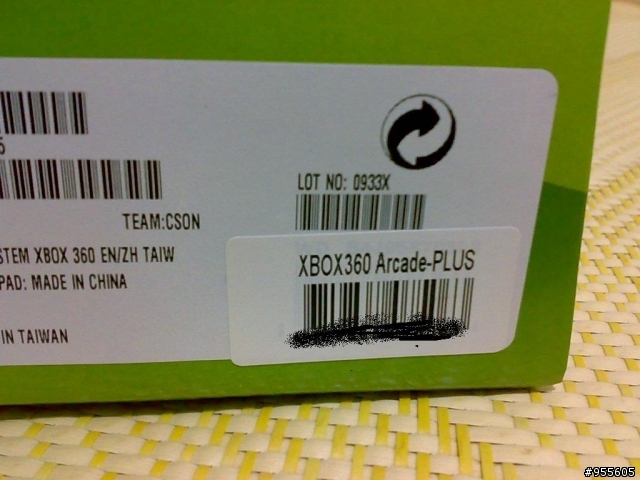 5
LOT NO: 0933X
TEAM:CSON
STEM XBOX 360 EN/ZH TAIW
PAD: MADE IN CHINA
IN TAIWAN
XBOX360 Arcade-PLUS
#955605